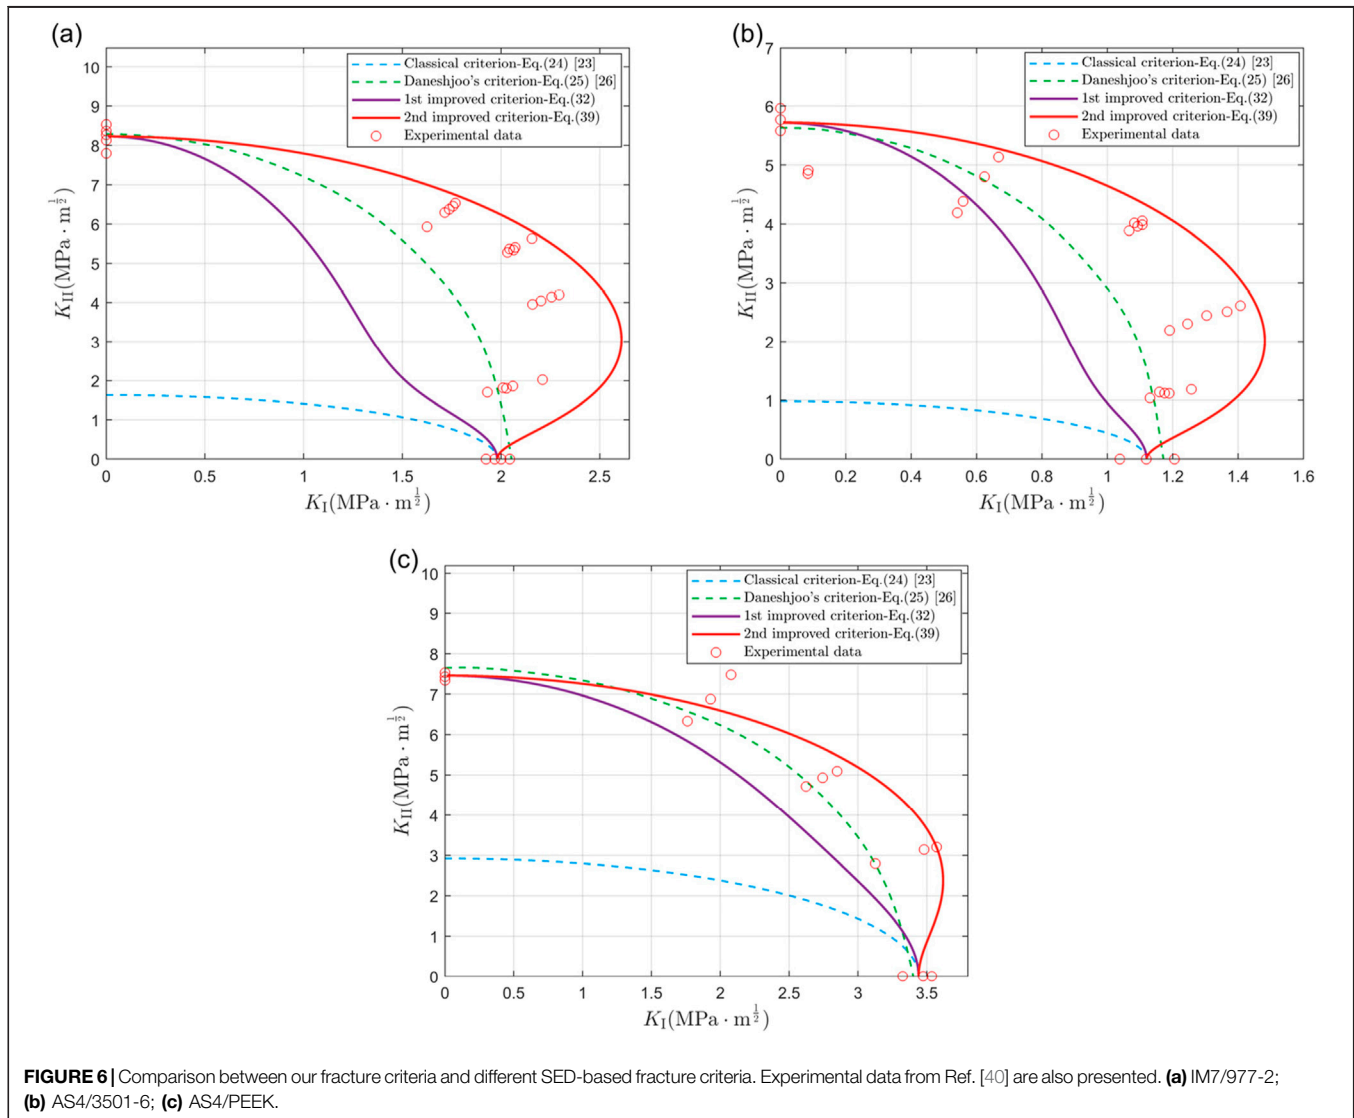 (a)
10
9
8
7
6
5
4
3
2
1
0
K_II(MPa · m^1/2)
Classical criterion-Eq.(24) [23]
Daneshjoo's criterion-Eq.(25) [26]
1st improved criterion-Eq.(32)
2nd improved criterion-Eq.(39)
Experimental data
0 0.5 1 1.5 2 2.5
K_I(MPa · m^1/2)
(b)
7
6
5
4
3
2
1
0
K_II(MPa · m^1/2)
Classical criterion-Eq.(24) [23]
Daneshjoo's criterion-Eq.(25) [26]
1st improved criterion-Eq.(32)
2nd improved criterion-Eq.(39)
Experimental data
0 0.2 0.4 0.6 0.8 1 1.2 1.4 1.6
K_I(MPa · m^1/2)
(c)
10
9
8
7
6
5
4
3
2
1
0
K_II(MPa · m^1/2)
Classical criterion-Eq.(24) [23]
Daneshjoo's criterion-Eq.(25) [26]
1st improved criterion-Eq.(32)
2nd improved criterion-Eq.(39)
Experimental data
0 0.5 1 1.5 2 2.5 3 3.5
K_I(MPa · m^1/2)
FIGURE 6 | Comparison between our fracture criteria and different SED-based fracture criteria. Experimental data from Ref. [40] are also presented. (a) IM7/977-2;
(b) AS4/3501-6; (c) AS4/PEEK.